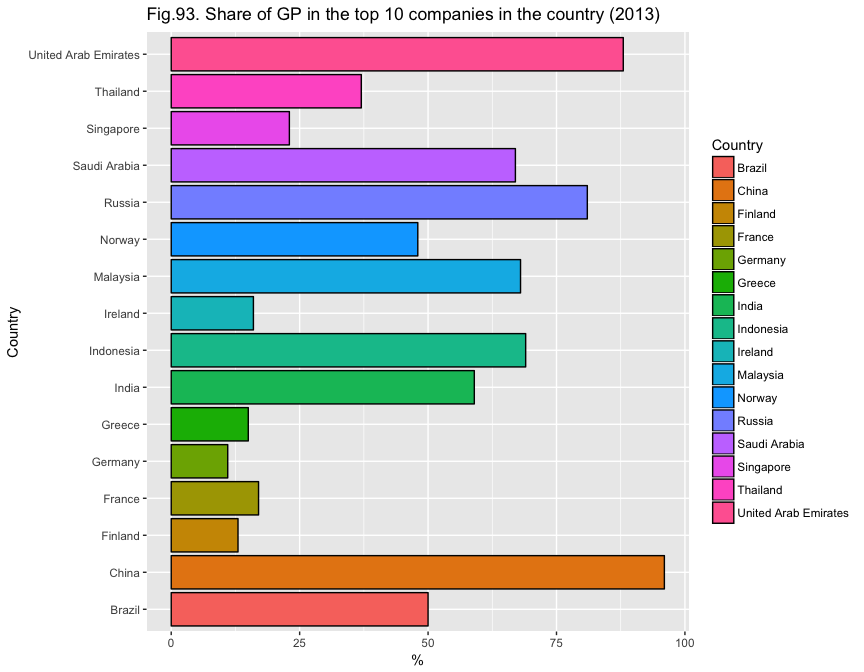 Fig.93. Share of GP in the top 10 companies in the country (2013)
United Arab Emirates
Thailand
Singapore
Saudi Arabia
Russia
Norway
Malaysia
Ireland
Indonesia
India
Greece
Germany
France
Finland
China
Brazil
Country
0 25 50 75 100
%
Country
Brazil
China
Finland
France
Germany
Greece
India
Indonesia
Ireland
Malaysia
Norway
Russia
Saudi Arabia
Singapore
Thailand
United Arab Emirates